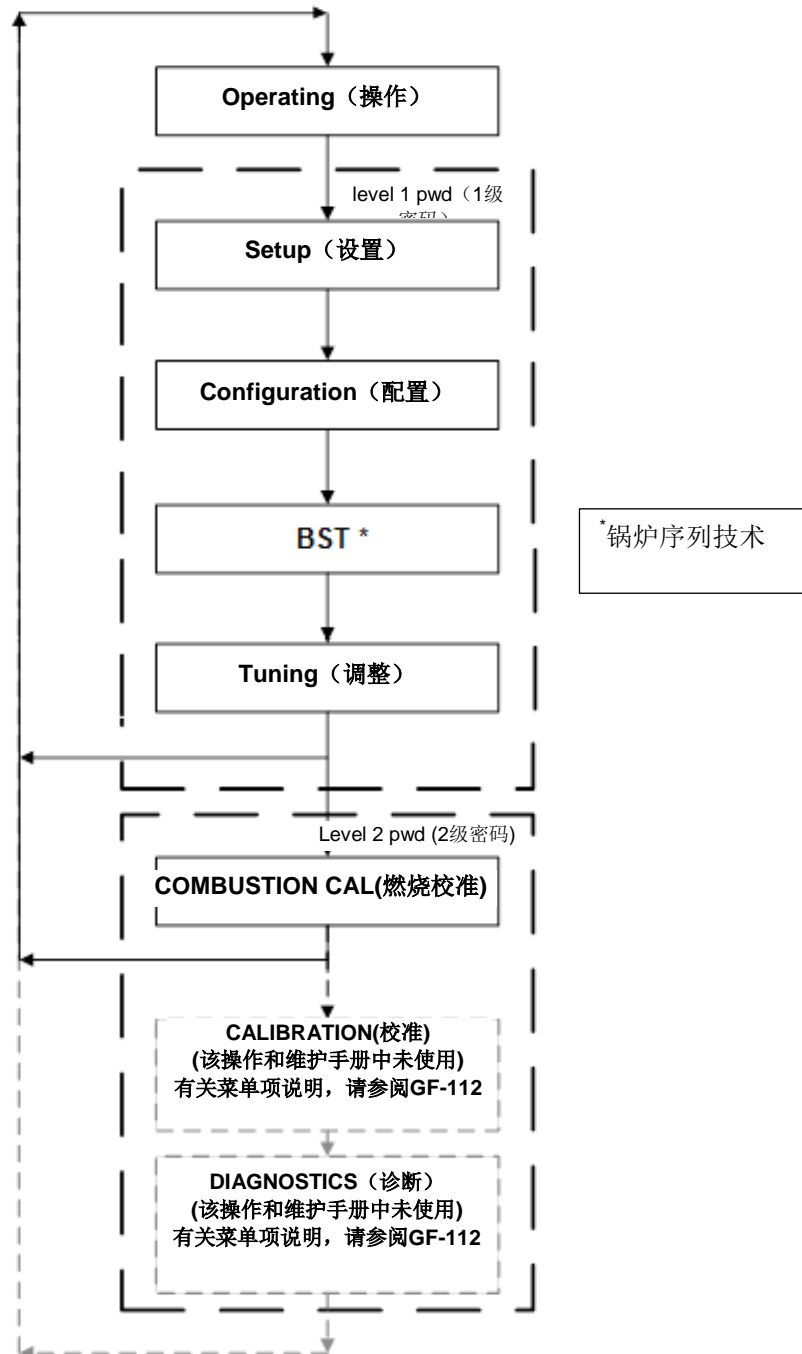 Operating（操作）
level 1 pwd（1级
密码）
Setup（设置）
Configuration（配置）
BST *
*锅炉序列技术
Tuning（调整）
Level 2 pwd (2级密码)
COMBUSTION CAL(燃烧校准)
CALIBRATION(校准)
(该操作和维护手册中未使用)
有关菜单项说明，请参阅GF-112
DIAGNOSTICS（诊断）
(该操作和维护手册中未使用)
有关菜单项说明，请参阅GF-112